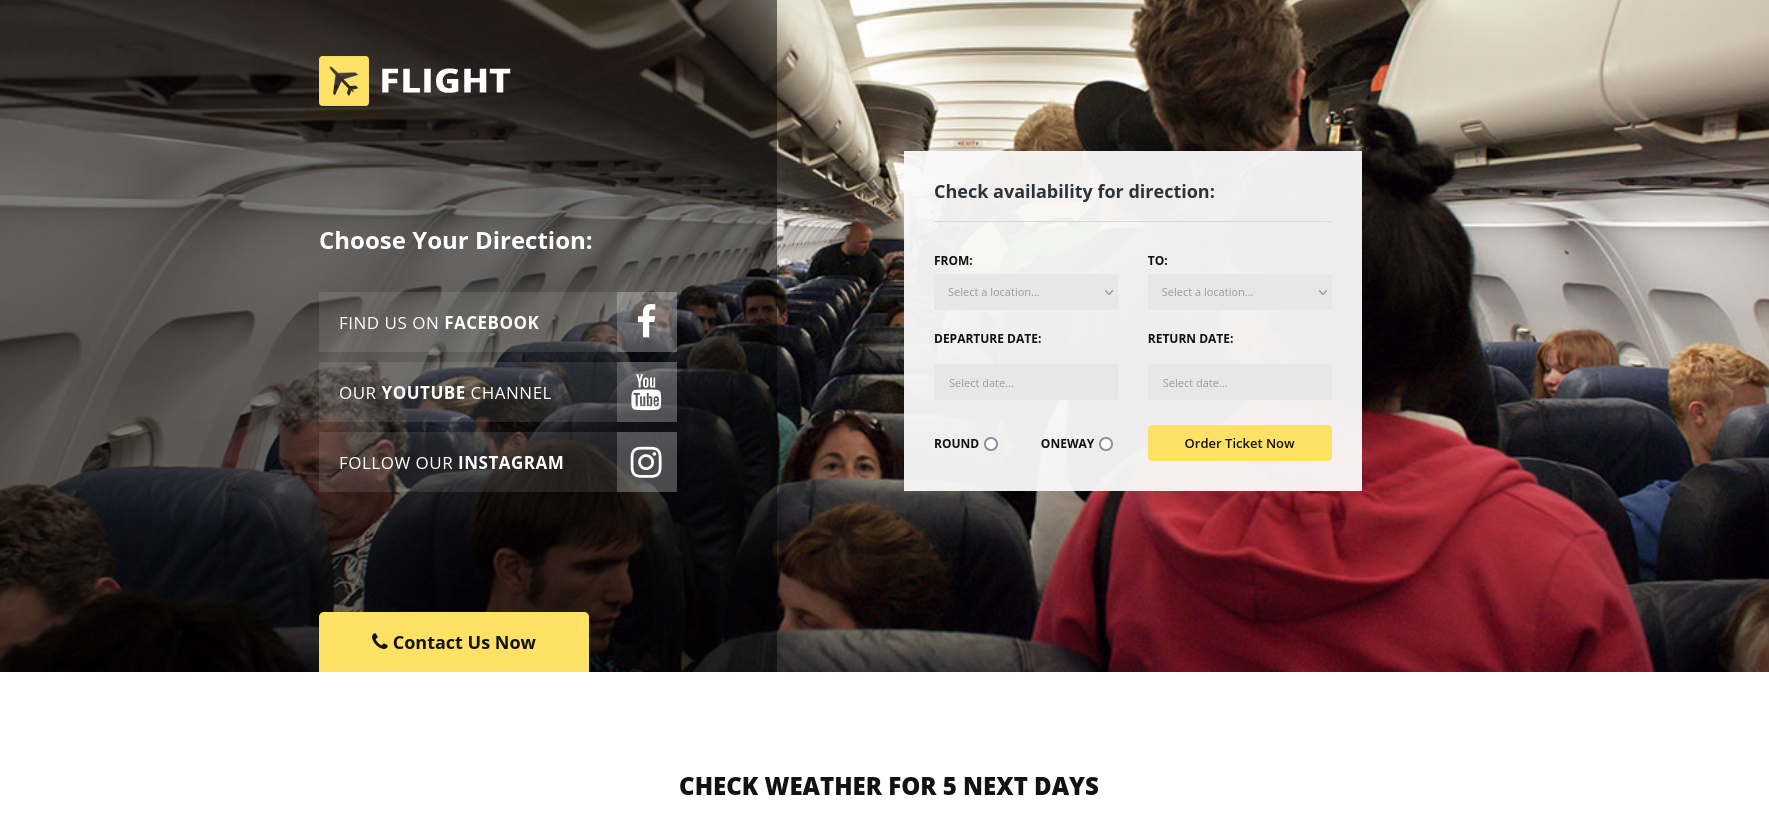 FLIGHT
Choose Your Direction:
FIND US ON FACEBOOK
OUR YOUTUBE CHANNEL
You
Tube
FOLLOW OUR INSTAGRAM
Contact Us Now
Check availability for direction:
FROM: TO:
Select a location... Select a location...
DEPARTURE DATE: RETURN DATE:
Select date... Select date...
ROUND ONEWAY Order Ticket Now
CHECK WEATHER FOR 5 NEXT DAYS